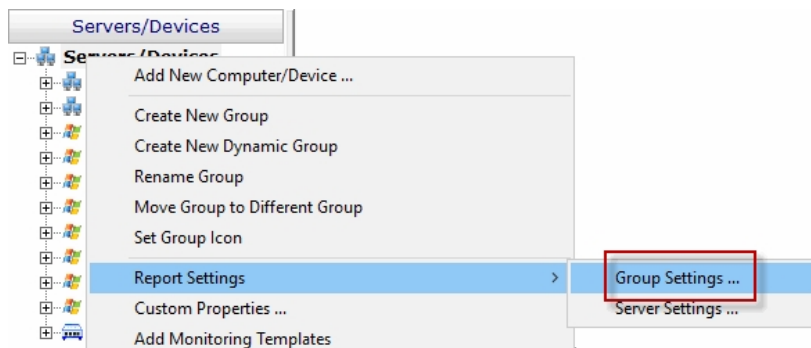 Servers/Devices
Servers/Devices
Add New Computer/Device ...
Create New Group
Create New Dynamic Group
Rename Group
Move Group to Different Group
Set Group Icon
Report Settings
Group Settings ...
Custom Properties ...
Server Settings ...
Add Monitoring Templates